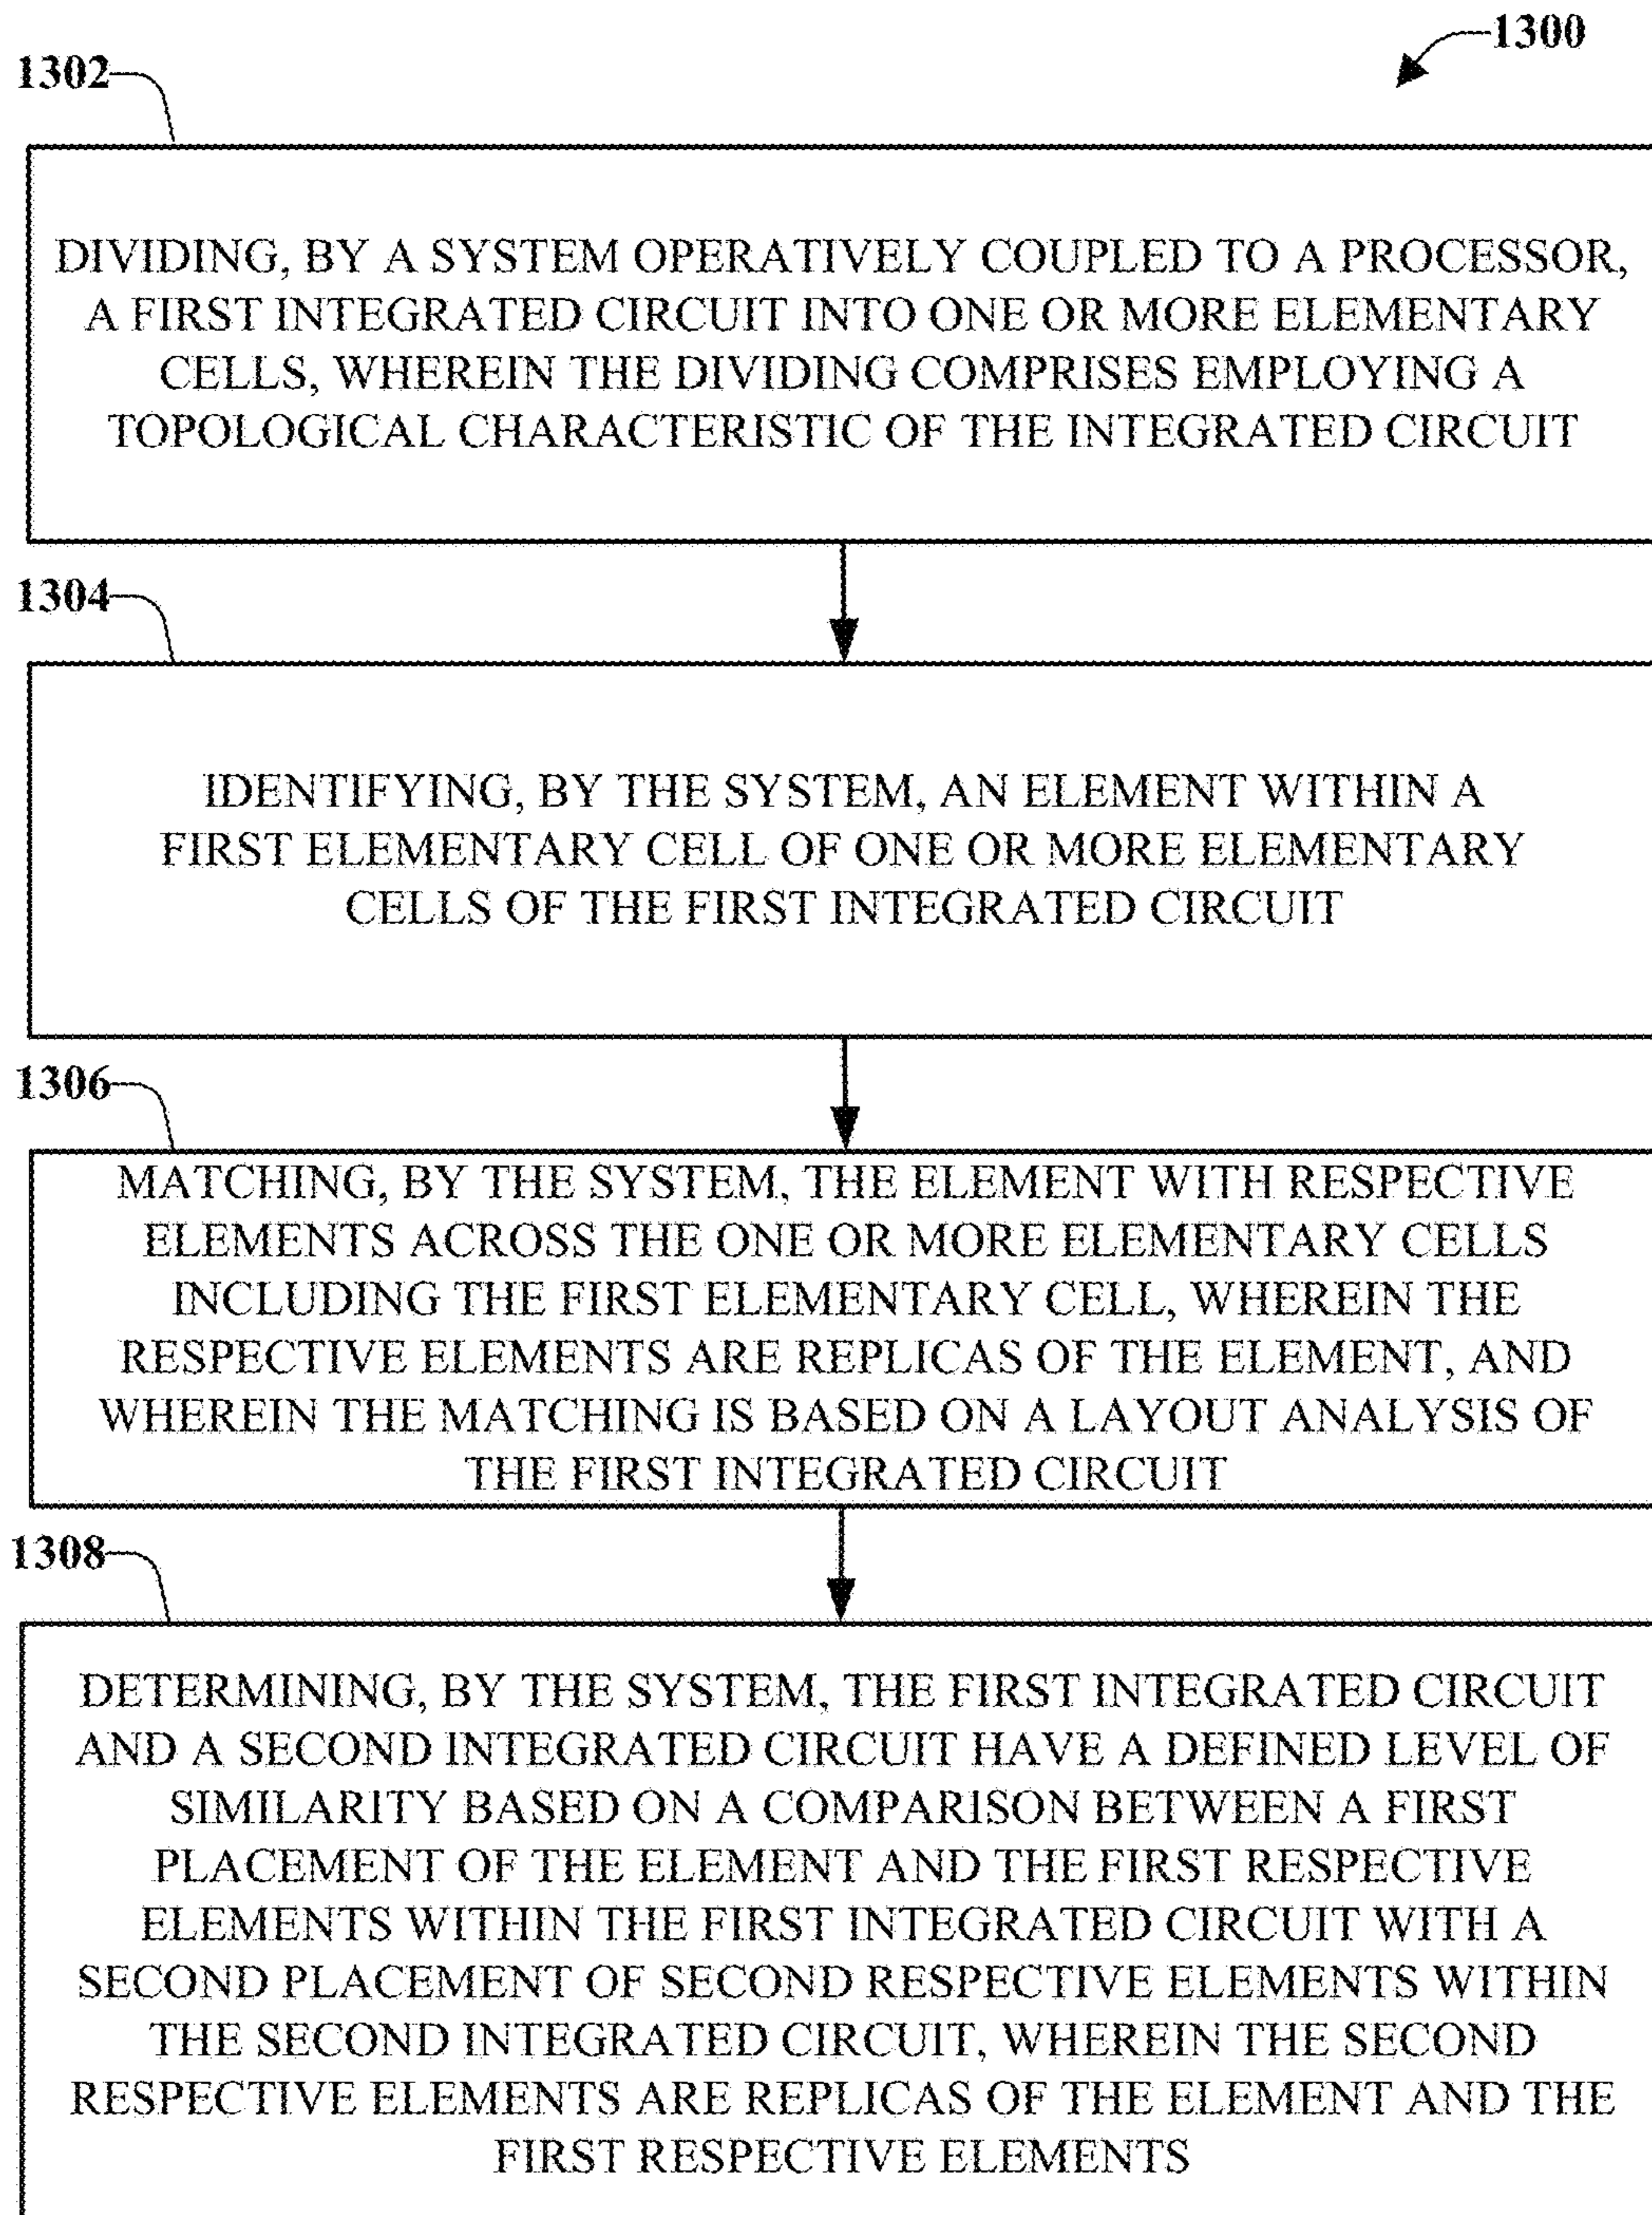 1300
1302
DIVIDING, BY A SYSTEM OPERATIVELY COUPLED TO A PROCESSOR,
A FIRST INTEGRATED CIRCUIT INTO ONE OR MORE ELEMENTARY
CELLS, WHEREIN THE DIVIDING COMPRISES EMPLOYING A
TOPOLOGICAL CHARACTERISTIC OF THE INTEGRATED CIRCUIT
1304
IDENTIFYING, BY THE SYSTEM, AN ELEMENT WITHIN A
FIRST ELEMENTARY CELL OF ONE OR MORE ELEMENTARY
CELLS OF THE FIRST INTEGRATED CIRCUIT
1306
MATCHING, BY THE SYSTEM, THE ELEMENT WITH RESPECTIVE
ELEMENTS ACROSS THE ONE OR MORE ELEMENTARY CELLS
INCLUDING THE FIRST ELEMENTARY CELL, WHEREIN THE
RESPECTIVE ELEMENTS ARE REPLICAS OF THE ELEMENT, AND
WHEREIN THE MATCHING IS BASED ON A LAYOUT ANALYSIS OF
THE FIRST INTEGRATED CIRCUIT
1308
DETERMINING, BY THE SYSTEM, THE FIRST INTEGRATED CIRCUIT
AND A SECOND INTEGRATED CIRCUIT HAVE A DEFINED LEVEL OF
SIMILARITY BASED ON A COMPARISON BETWEEN A FIRST
PLACEMENT OF THE ELEMENT AND THE FIRST RESPECTIVE
ELEMENTS WITHIN THE FIRST INTEGRATED CIRCUIT WITH A
SECOND PLACEMENT OF SECOND RESPECTIVE ELEMENTS WITHIN
THE SECOND INTEGRATED CIRCUIT, WHEREIN THE SECOND
RESPECTIVE ELEMENTS ARE REPLICAS OF THE ELEMENT AND THE
FIRST RESPECTIVE ELEMENTS